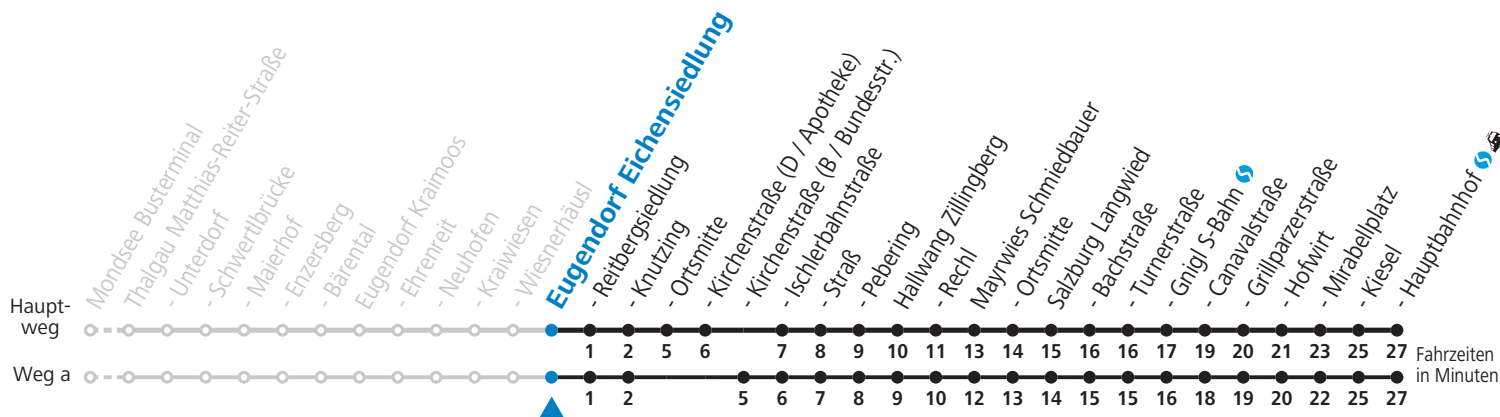 Mondsee Busterminal
Thalgau Matthias-Reiter-Straße
- Unterdorf
- Schwertlbrücke
- Maierhof
- Enzersberg
- Bärental
Eugendorf Kraimoos
- Ehrenreit
- Neuhofen
- Kraiwiesen
- Wiesnerhäusl
Eugendorf Eichensiedlung
- Reitbergsiedlung
- Knutzing
- Ortsmitte
- Kirchenstraße (D / Apotheke)
- Kirchenstraße (B / Bundesstr.)
- Ischlerbahnstraße
Straß
- Pebering
Hallwang Zillingberg
- Rechl
Mayrwies Schmiedbauer
- Ortsmitte
Salzburg Langwied
- Bachstraße
- Turnerstraße
- Gnigl S-Bahn
- Canavalstraße
- Grillparzerstraße
- Hofwirt
- Mirabellplatz
- Kiesel
- Hauptbahnhof
Haupt-
weg
1 2 5 6 7 8 9 10 11 13 14 15 16 16 17 19 20 21 23 25 27
Fahrzeiten
in Minuten
Weg a
1 2 5 6 7 8 9 10 12 13 14 15 15 16 18 19 20 22 25 27